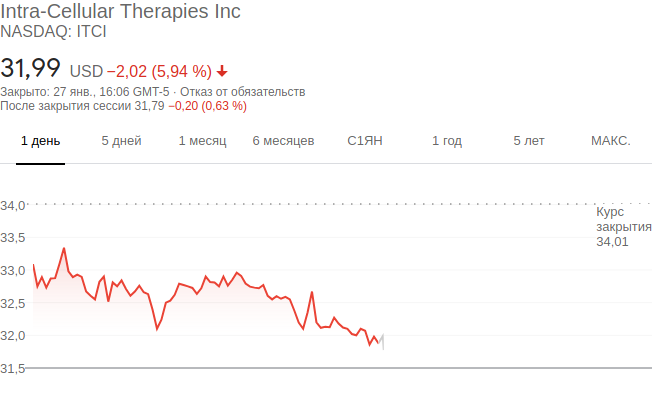 Intra-Cellular Therapies Inc
NASDAQ: ITCI
31,99 USD −2,02 (5,94 %)
Закрыто: 27 янв., 16:06 GMT-5 · Отказ от обязательств
После закрытия сессии 31,79 −0,20 (0,63 %)
1 день 5 дней 1 месяц 6 месяцев С1ЯН 1 год 5 лет МАКС.
34,0
Курс
закрытия
34,01
33,5
33,0
32,5
32,0
31,5